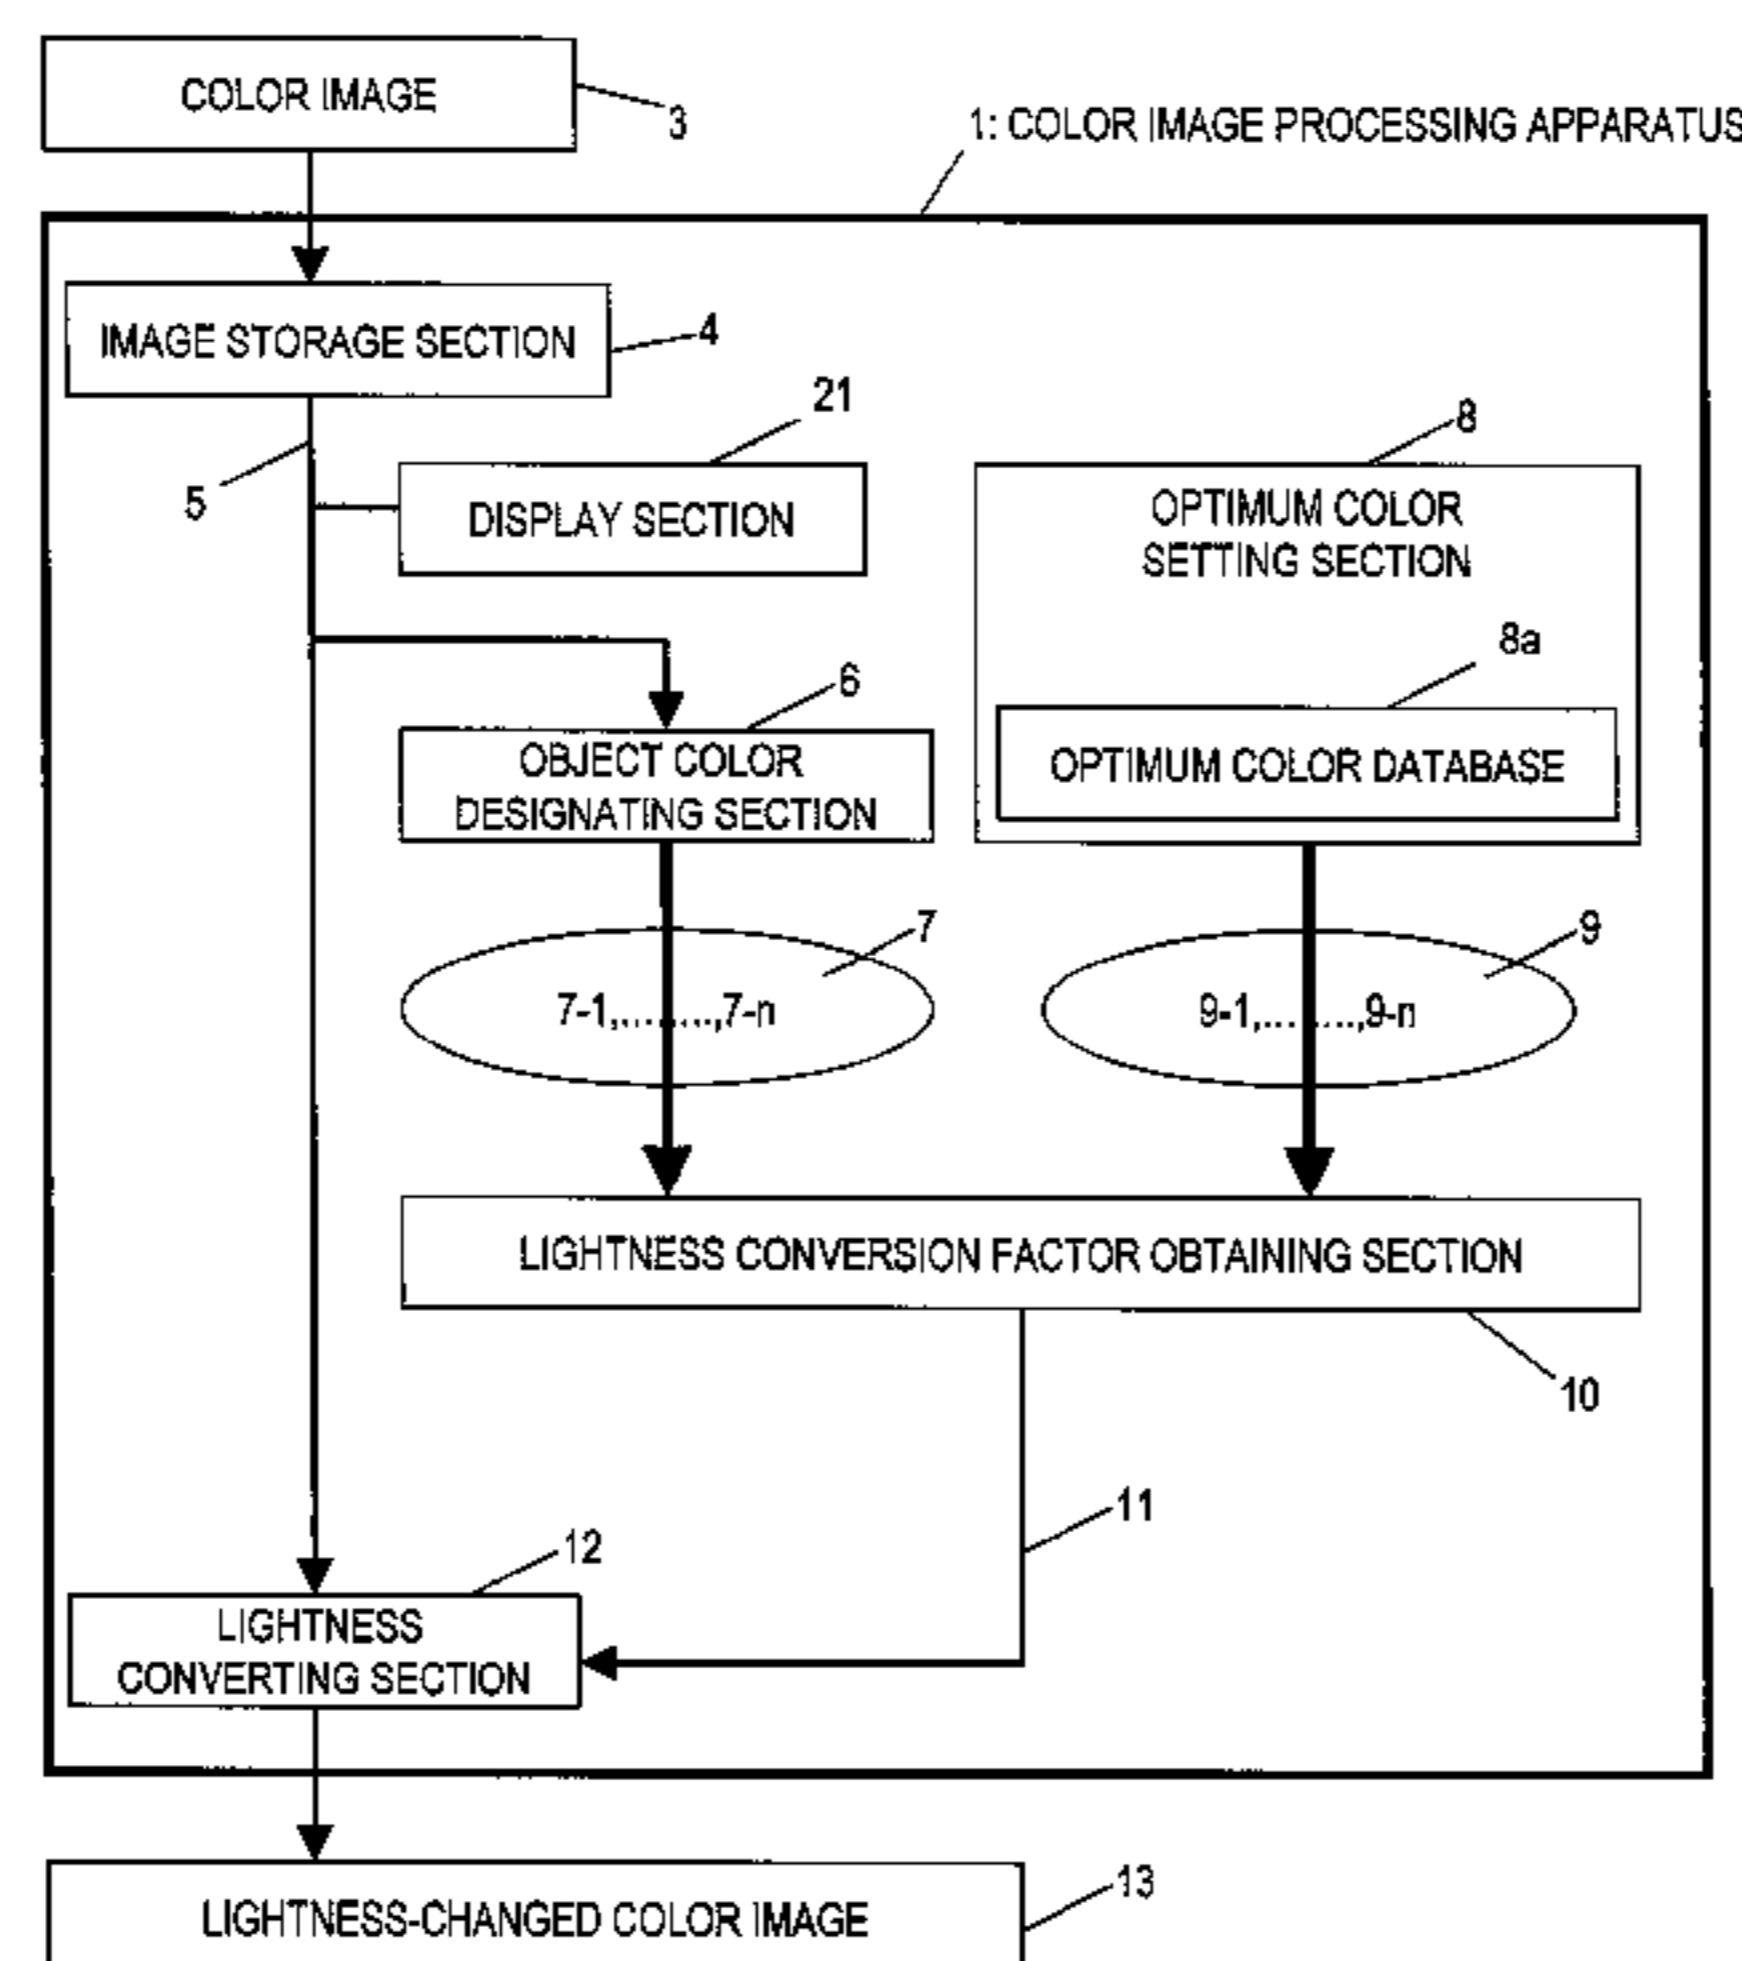 COLOR IMAGE
3
1: COLOR IMAGE PROCESSING APPARATUS
IMAGE STORAGE SECTION
4
21
8
5
DISPLAY SECTION
OPTIMUM COLOR
SETTING SECTION
8a
6
OBJECT COLOR
DESIGNATING SECTION
OPTIMUM COLOR DATABASE
7
9
7-1,.........,7-n
9-1,.........,9-n
LIGHTNESS CONVERSION FACTOR OBTAINING SECTION
10
11
12
LIGHTNESS
CONVERTING SECTION
13
LIGHTNESS-CHANGED COLOR IMAGE